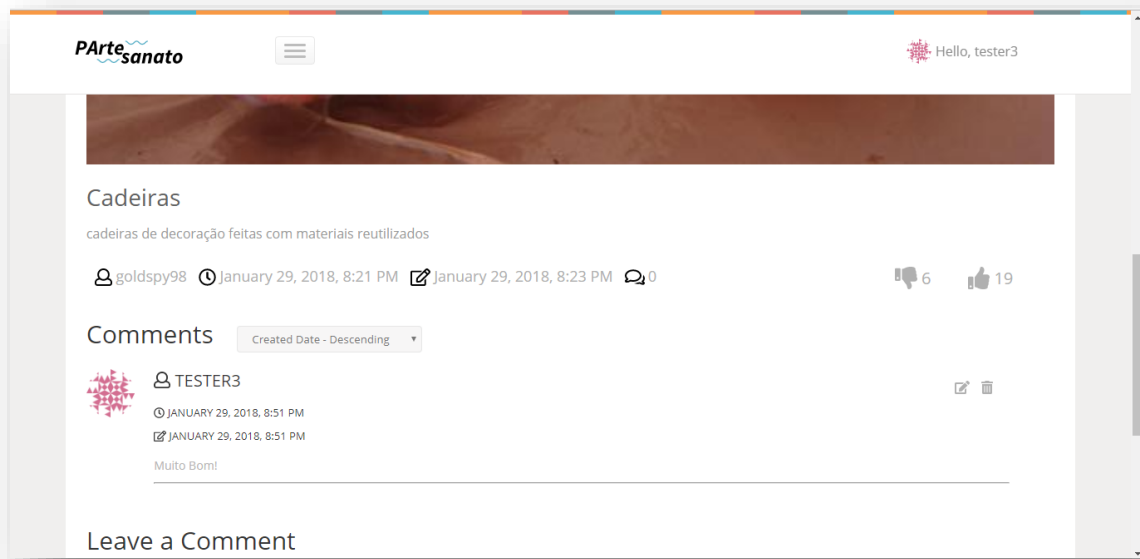 PArte
sanato
Hello, tester3
Cadeiras
cadeiras de decoração feitas com materiais reutilizados
goldspy98 January 29, 2018, 8:21 PM January 29, 2018, 8:23 PM 0 6 19
Comments Created Date - Descending
TESTER3
JANUARY 29, 2018, 8:51 PM
JANUARY 29, 2018, 8:51 PM
Muito Bom!
Leave a Comment